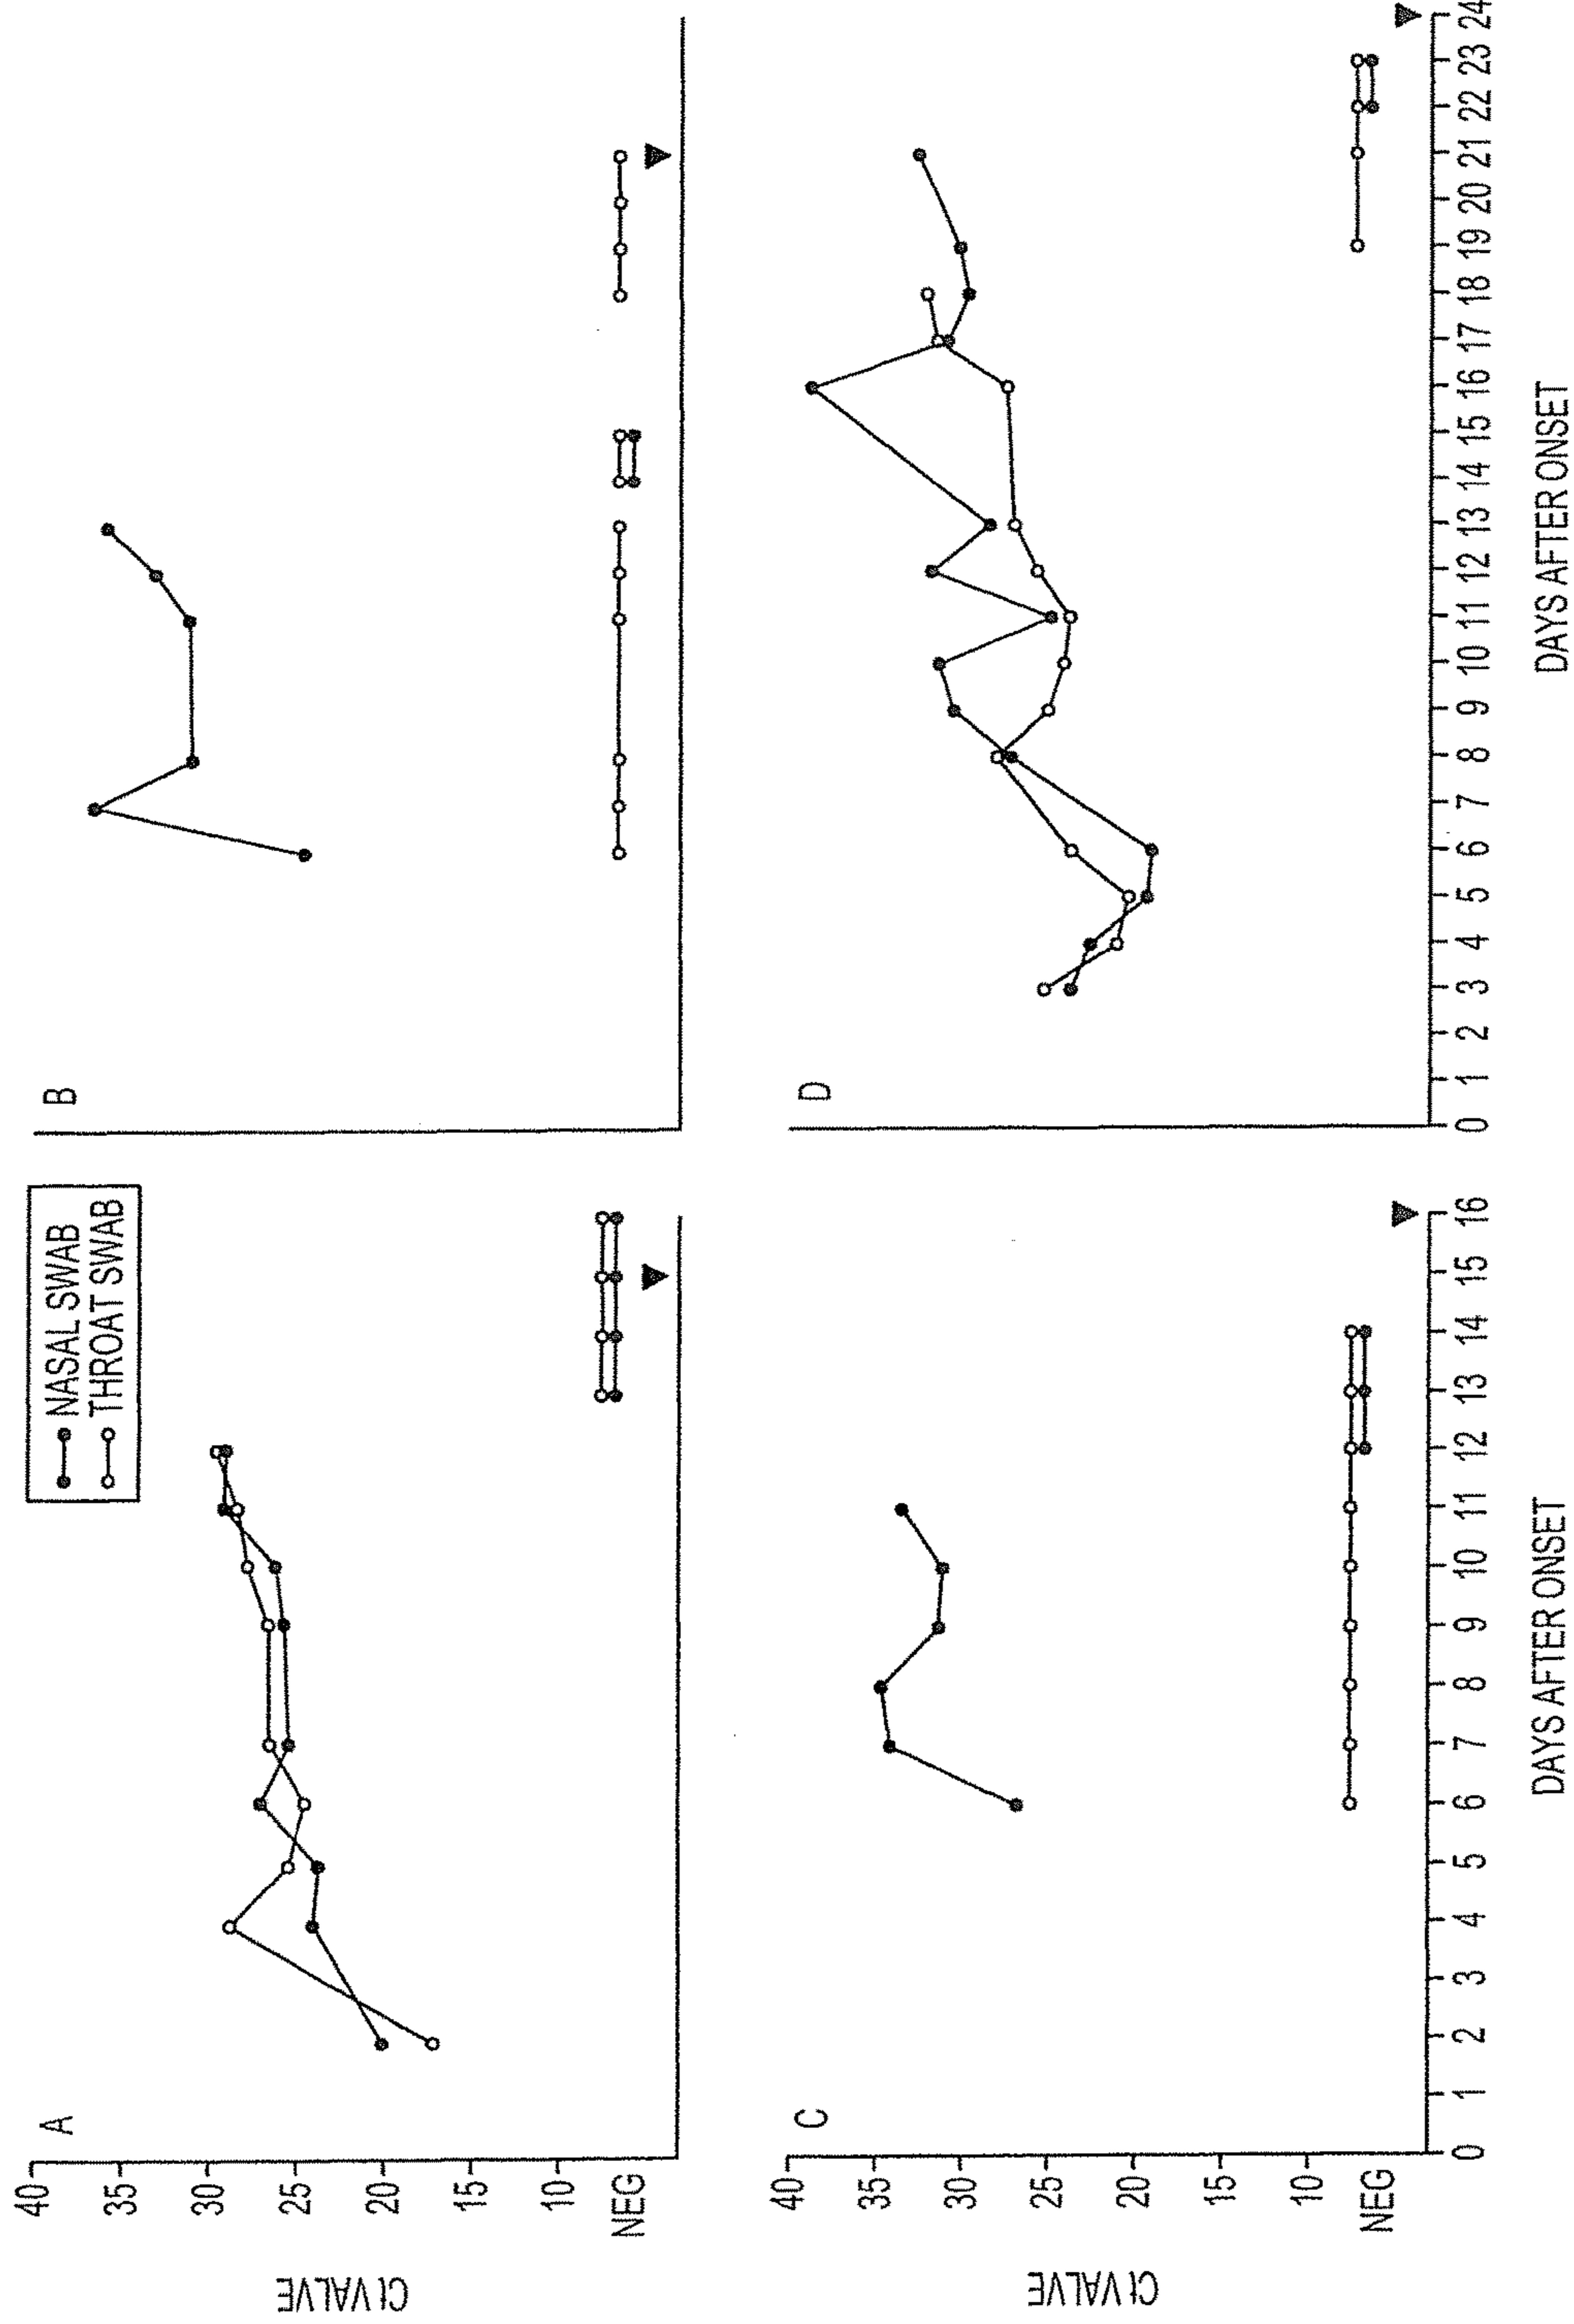 A
NASAL SWAB
THROAT SWAB
B
40
35
30
25
20
15
10
NEG
Ct VALVE
C
D
40
35
30
25
20
15
10
NEG
Ct VALVE
0 1 2 3 4 5 6 7 8 9 10 11 12 13 14 15 16
DAYS AFTER ONSET
0 1 2 3 4 5 6 7 8 9 10 11 12 13 14 15 16 17 18 19 20 21 22 23 24
DAYS AFTER ONSET